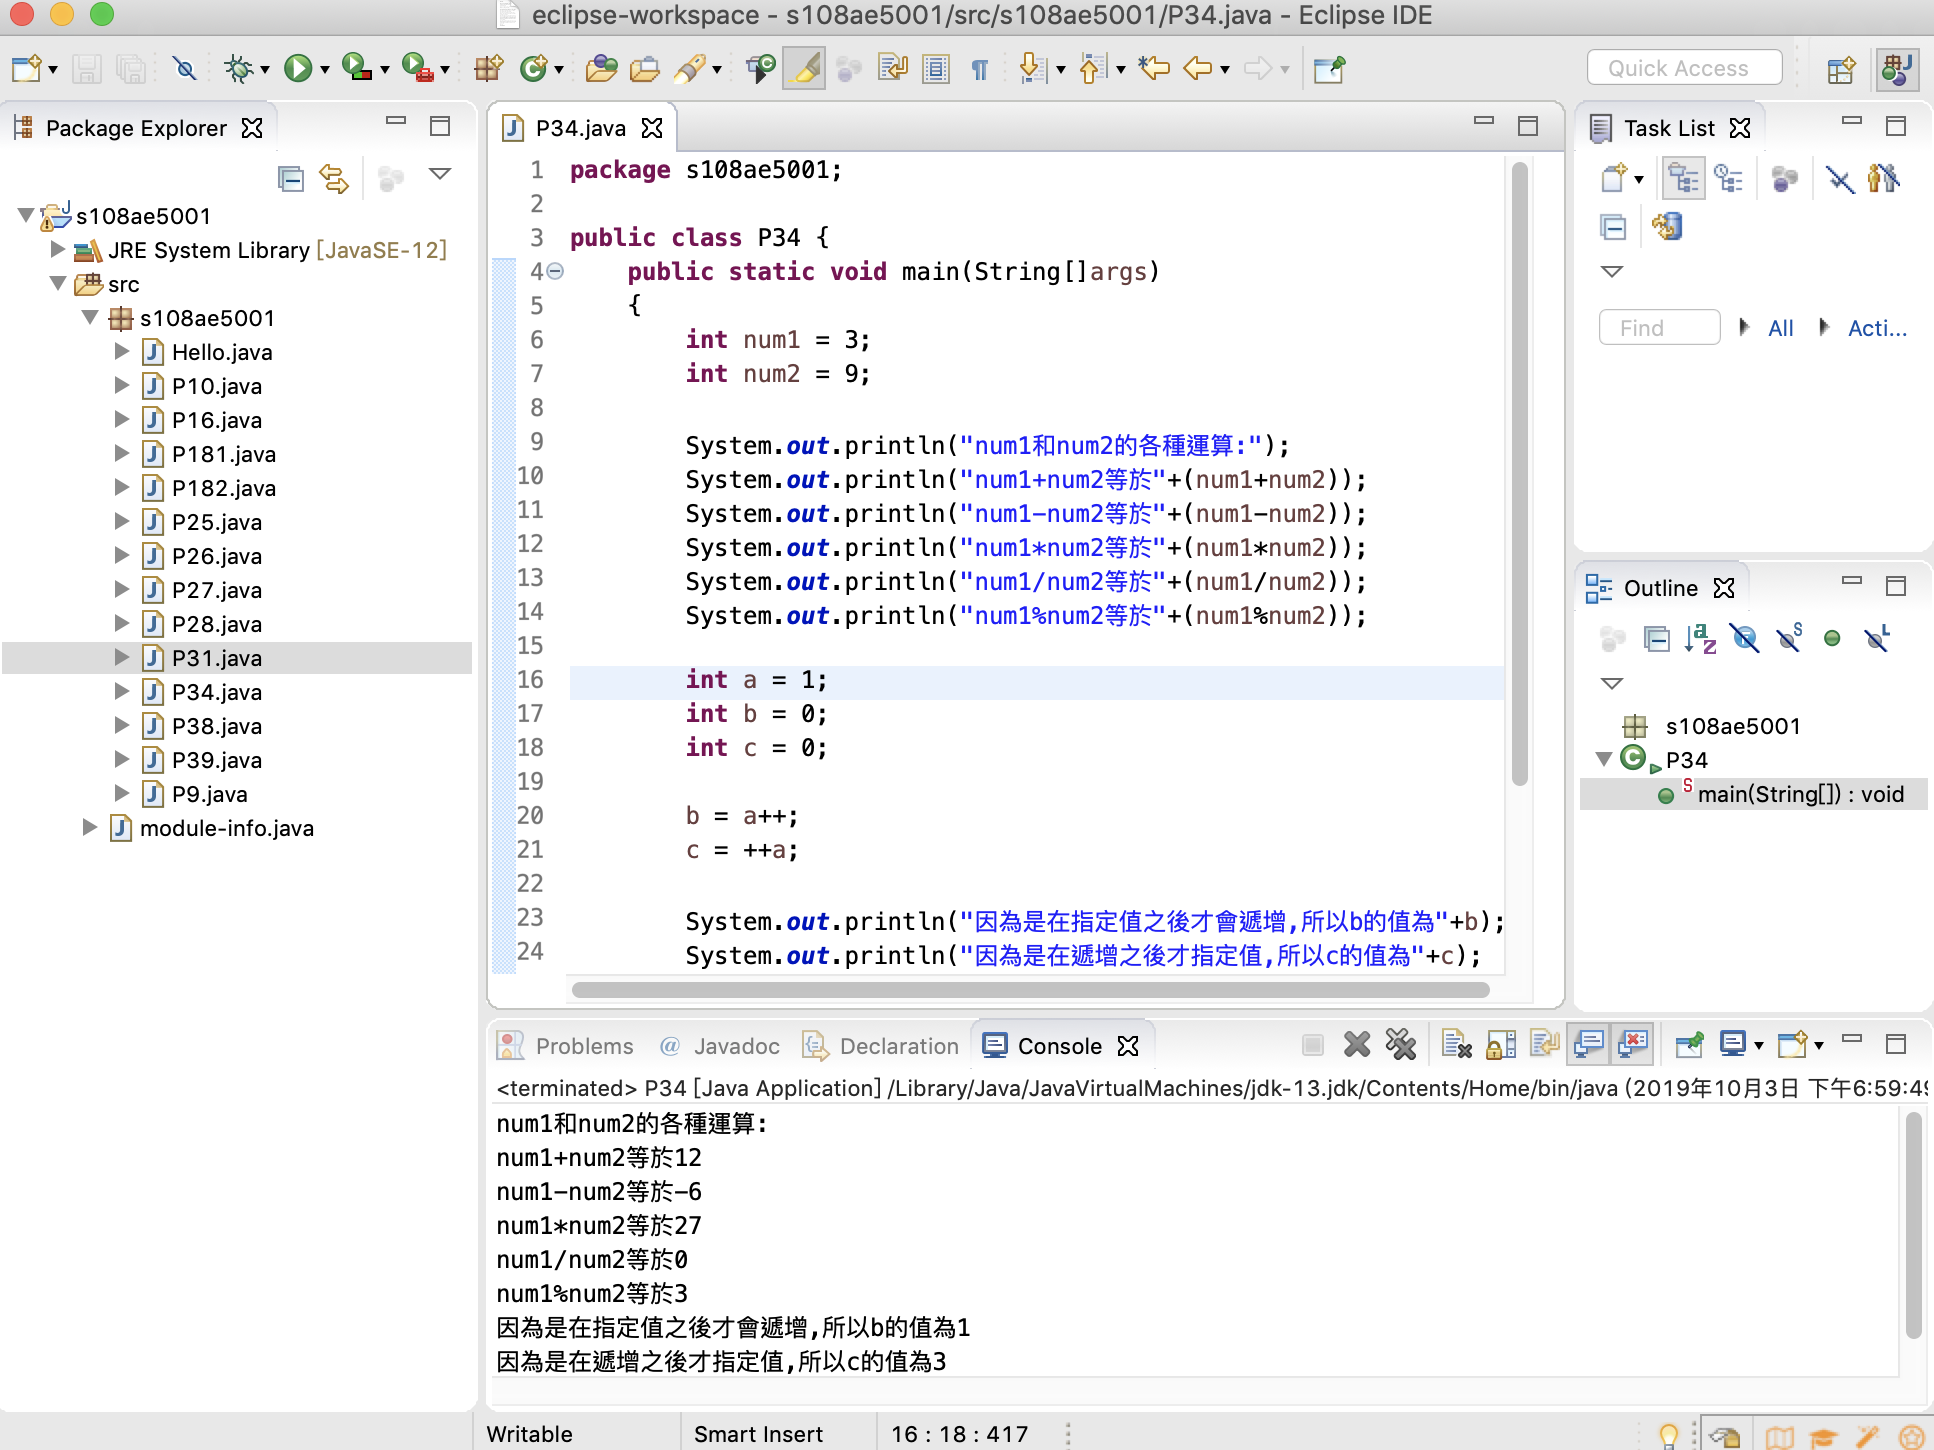 eclipse-workspace - s108ae5001/src/s108ae5001/P34.java - Eclipse IDE
Quick Access
Package Explorer
s108ae5001
JRE System Library [JavaSE-12]
src
s108ae5001
Hello.java
P10.java
P16.java
P181.java
P182.java
P25.java
P26.java
P27.java
P28.java
P31.java
P34.java
P38.java
P39.java
P9.java
module-info.java
P34.java
1 package s108ae5001;
2
3 public class P34 {
4 public static void main(String[]args)
5 {
6 int num1 = 3;
7 int num2 = 9;
8
9 System.out.println("num1和num2的各種運算:");
10 System.out.println("num1+num2等於"+(num1+num2));
11 System.out.println("num1-num2等於"+(num1-num2));
12 System.out.println("num1*num2等於"+(num1*num2));
13 System.out.println("num1/num2等於"+(num1/num2));
14 System.out.println("num1%num2等於"+(num1%num2));
15
16 int a = 1;
17 int b = 0;
18 int c = 0;
19
20 b = a++;
21 c = ++a;
22
23 System.out.println("因為是在指定值之後才會遞增,所以b的值為"+b);
24 System.out.println("因為是在遞增之後才指定值,所以c的值為"+c);
Task List
Find
All
Acti...
Outline
s108ae5001
P34
main(String[]) : void
Problems
Javadoc
Declaration
Console
<terminated> P34 [Java Application] /Library/Java/JavaVirtualMachines/jdk-13.jdk/Contents/Home/bin/java (2019年10月3日 下午6:59:49
num1和num2的各種運算:
num1+num2等於12
num1-num2等於-6
num1*num2等於27
num1/num2等於0
num1%num2等於3
因為是在指定值之後才會遞增,所以b的值為1
因為是在遞增之後才指定值,所以c的值為3
Writable
Smart Insert
16 : 18 : 417